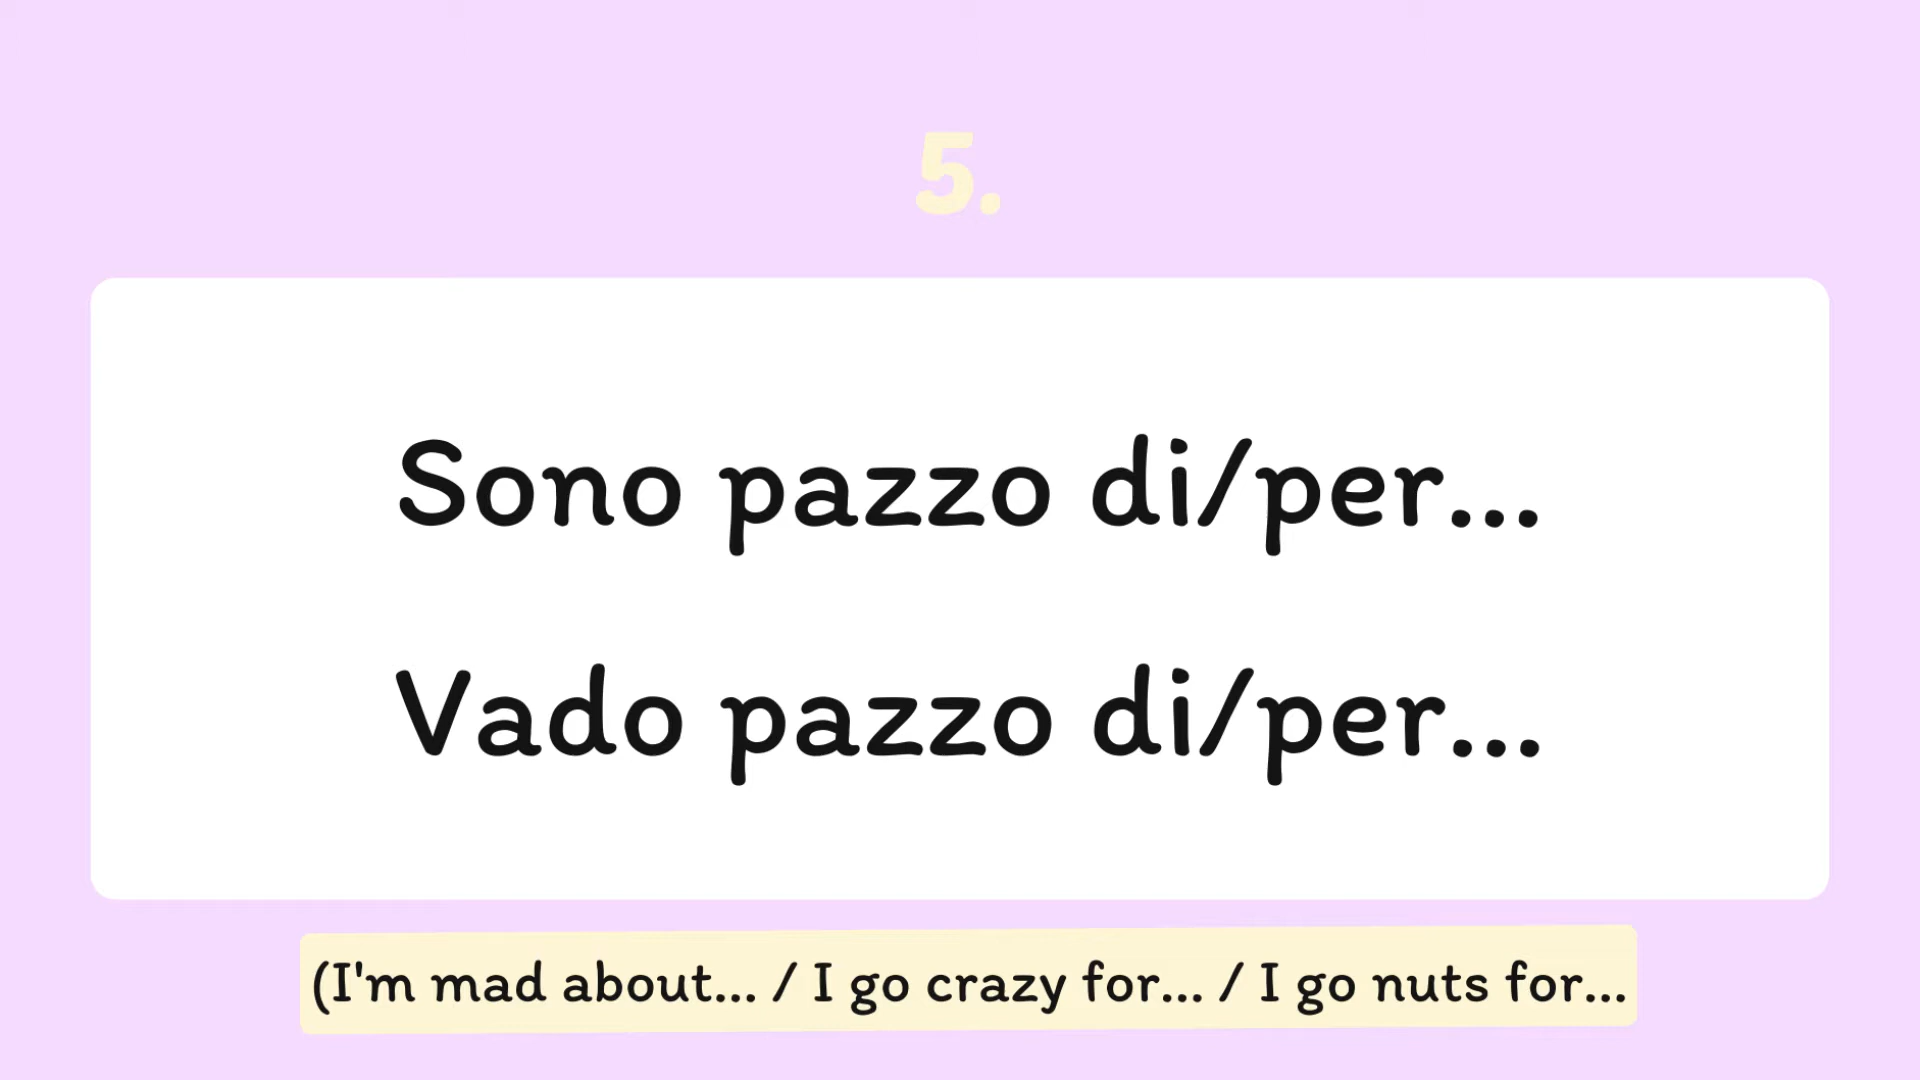 5.
Sono pazzo di/per...
Vado pazzo di/per...
(I'm mad about... / I go crazy for... / I go nuts for...